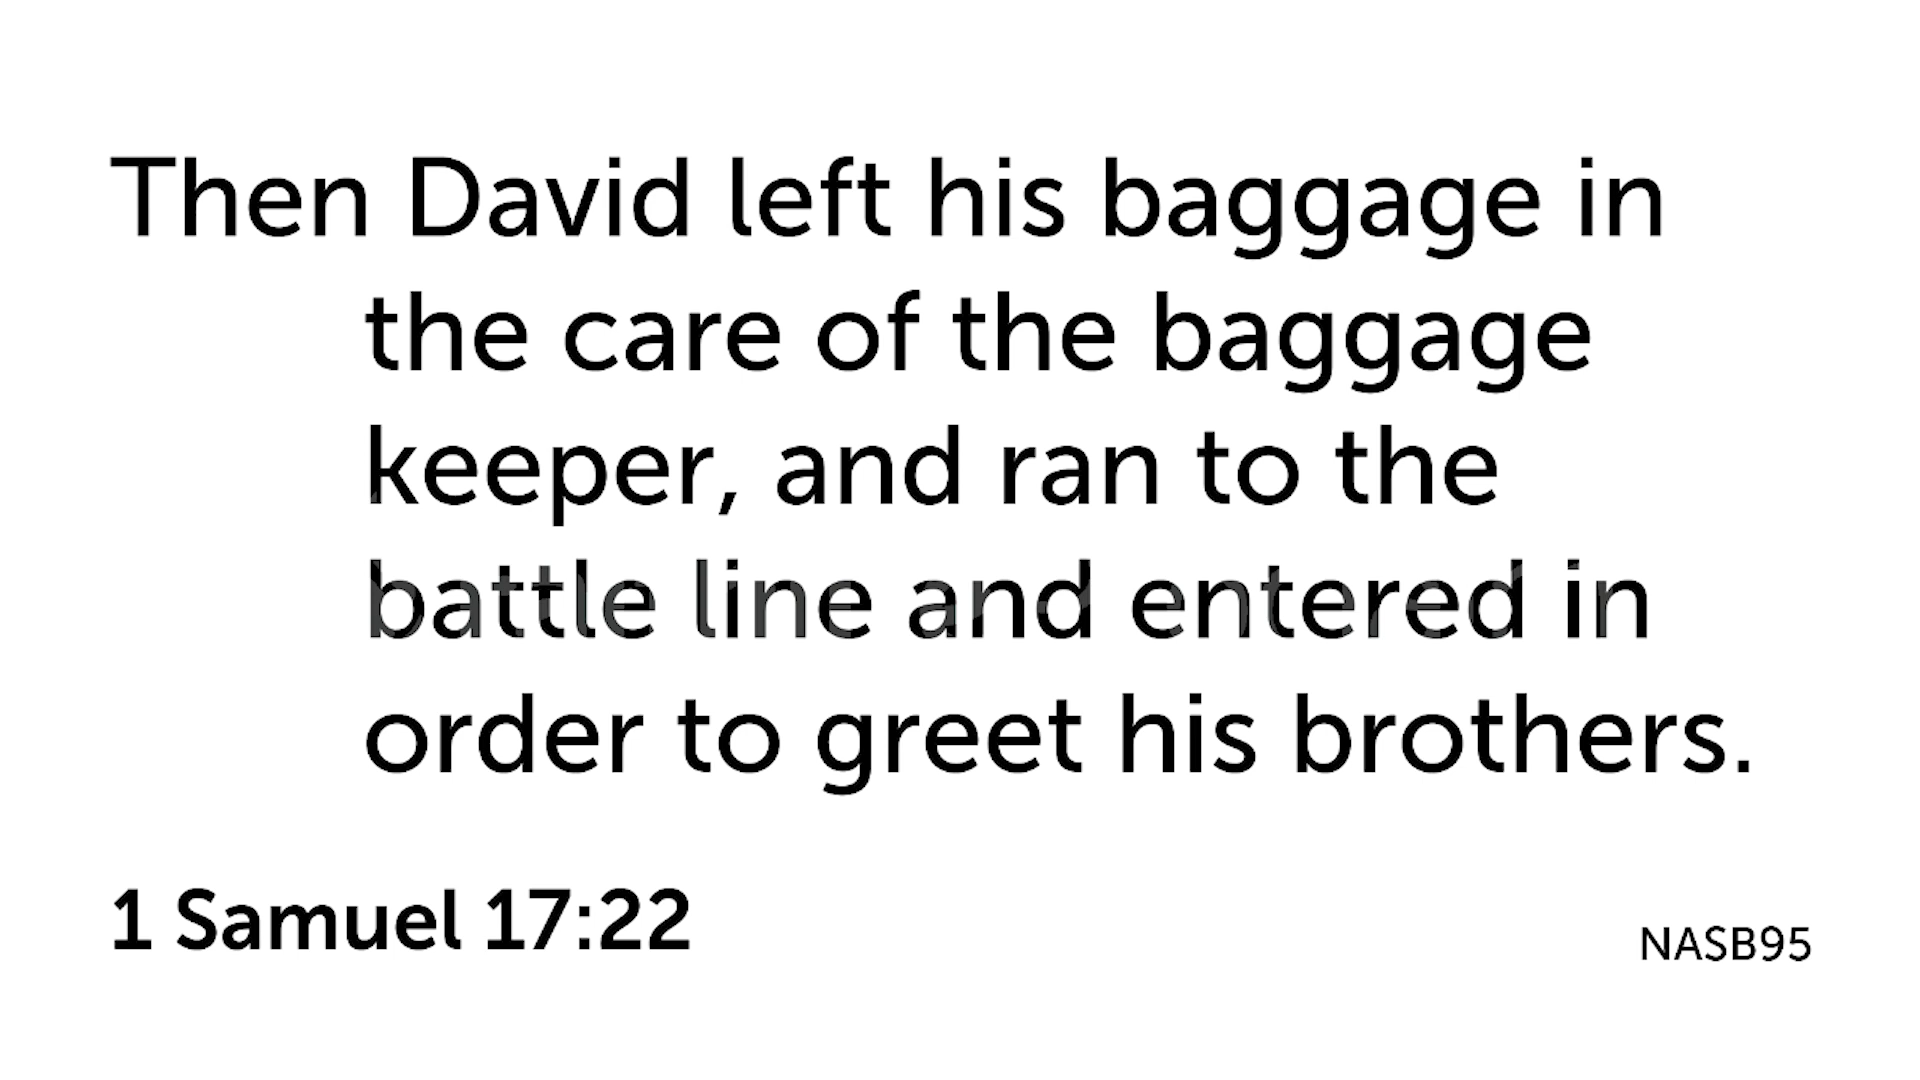 Then David left his baggage in
the care of the baggage
keeper, and ran to the
battle line and entered in
order to greet his brothers.
1 Samuel 17:22
NASB95